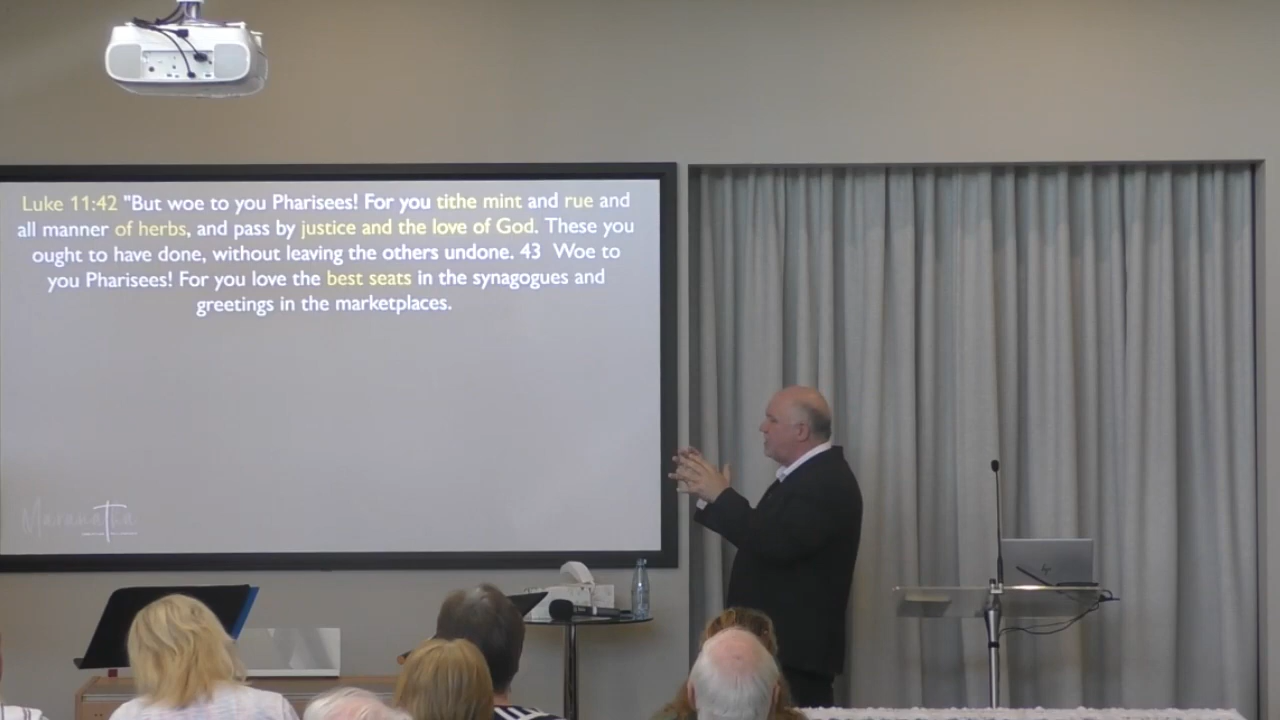 Luke 11:42 "But woe to you Pharisees! For you tithe mint and rue and
all manner of herbs, and pass by justice and the love of God. These you
ought to have done, without leaving the others undone. 43 Woe to
you Pharisees! For you love the best seats in the synagogues and
greetings in the marketplaces.
Maranatha
hp